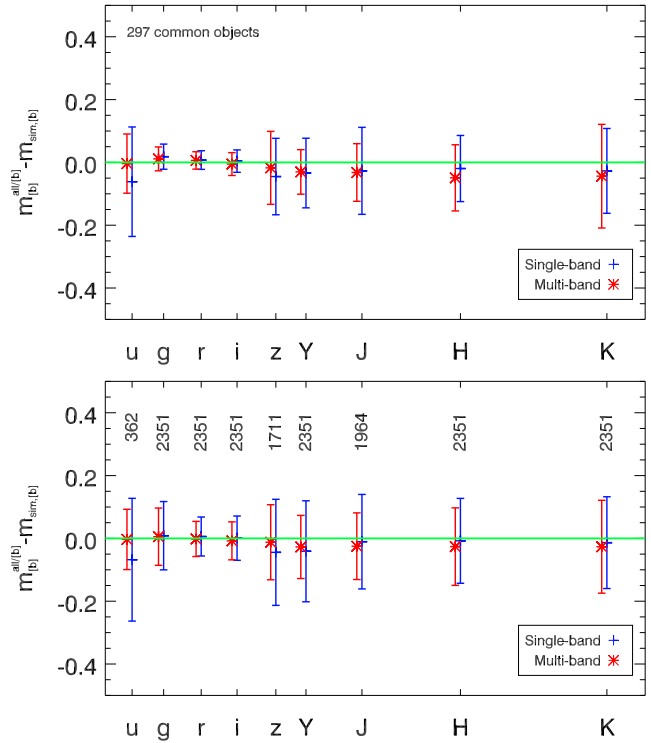 297 common objects
0.4
0.2
0.0
-0.2
-0.4
m[b]all/[b]-msim,[b]
Single-band
Multi-band
u g r i z Y J H K
362 2351 2351 2351 1711 2351 1964 2351 2351
0.4
0.2
0.0
-0.2
-0.4
m[b]all/[b]-msim,[b]
Single-band
Multi-band
u g r i z Y J H K